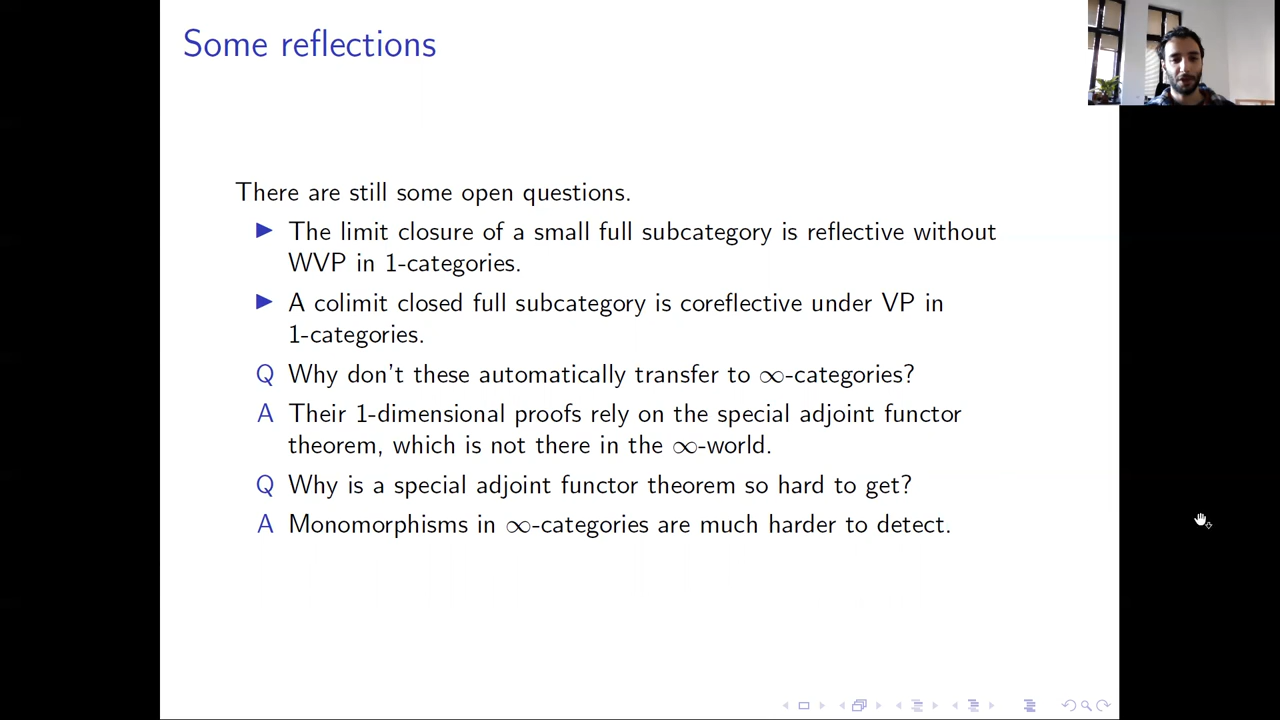 Some reflections
There are still some open questions.
▶ The limit closure of a small full subcategory is reflective without
WVP in 1-categories.
▶ A colimit closed full subcategory is coreflective under VP in
1-categories.
Q Why don't these automatically transfer to ∞-categories?
A Their 1-dimensional proofs rely on the special adjoint functor
theorem, which is not there in the ∞-world.
Q Why is a special adjoint functor theorem so hard to get?
A Monomorphisms in ∞-categories are much harder to detect.